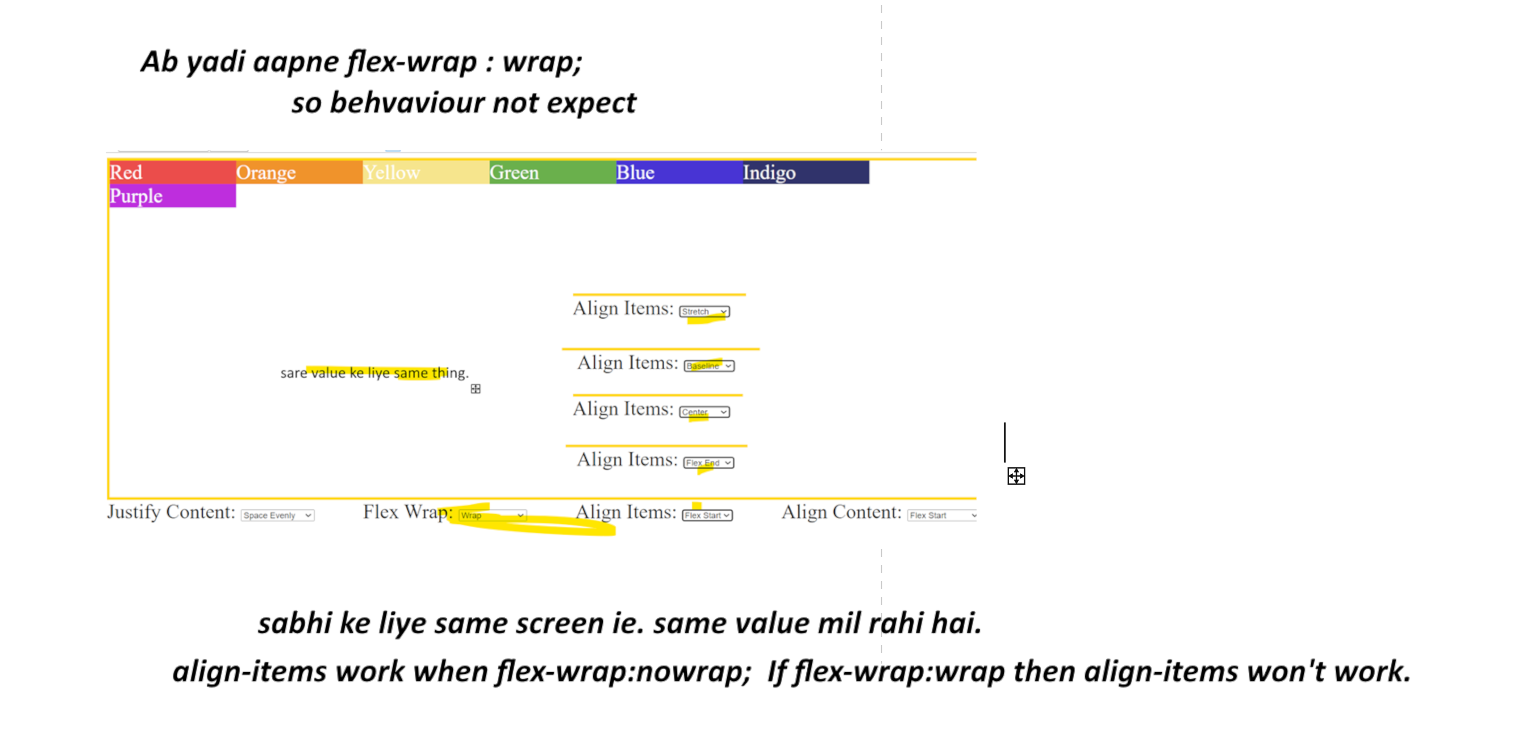 Ab yadi aapne flex-wrap : wrap;
so behvaviour not expect
Red Orange Yellow Green Blue Indigo
Purple
Align Items: Stretch
Align Items: Baseline
sare value ke liye same thing.
Align Items: Center
Align Items: Flex End
Justify Content: Space Evenly Flex Wrap: Wrap Align Items: Flex Start Align Content: Flex Start
sabhi ke liye same screen ie. same value mil rahi hai.
align-items work when flex-wrap:nowrap; If flex-wrap:wrap then align-items won't work.